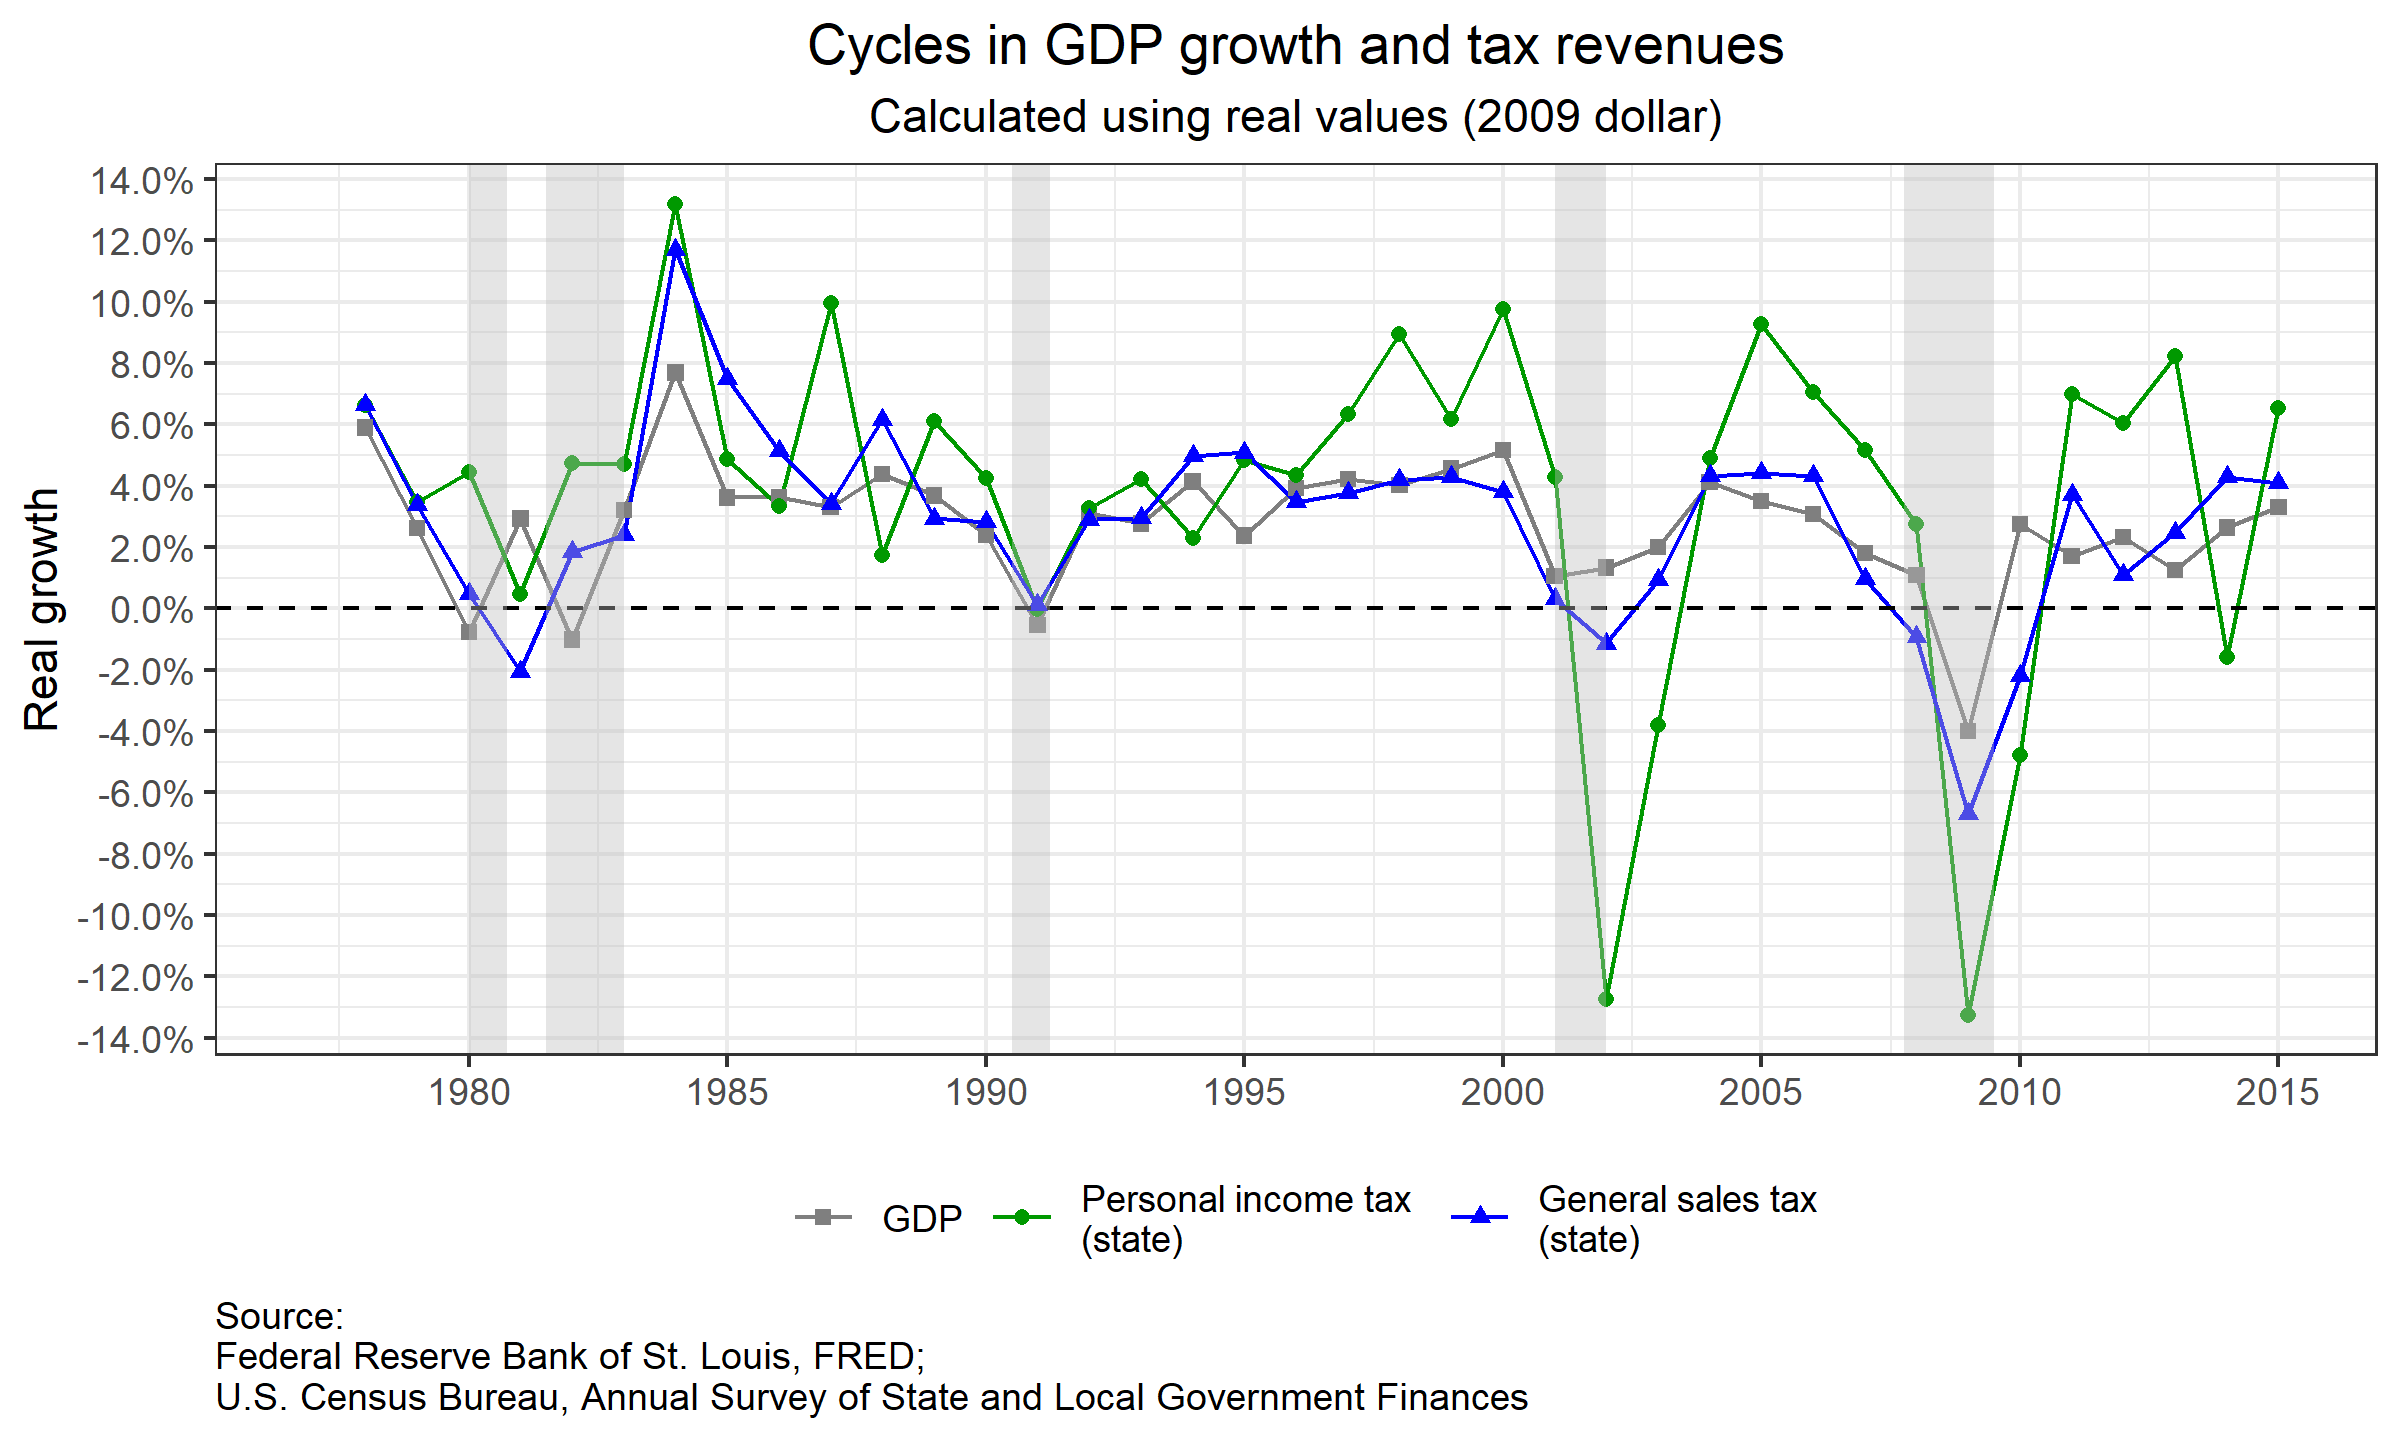 Cycles in GDP growth and tax revenues
Calculated using real values (2009 dollar)
Real growth
14.0%
12.0%
10.0%
8.0%
6.0%
4.0%
2.0%
0.0%
-2.0%
-4.0%
-6.0%
-8.0%
-10.0%
-12.0%
-14.0%
1980 1985 1990 1995 2000 2005 2010 2015
GDP
Personal income tax
(state)
General sales tax
(state)
Source:
Federal Reserve Bank of St. Louis, FRED;
U.S. Census Bureau, Annual Survey of State and Local Government Finances